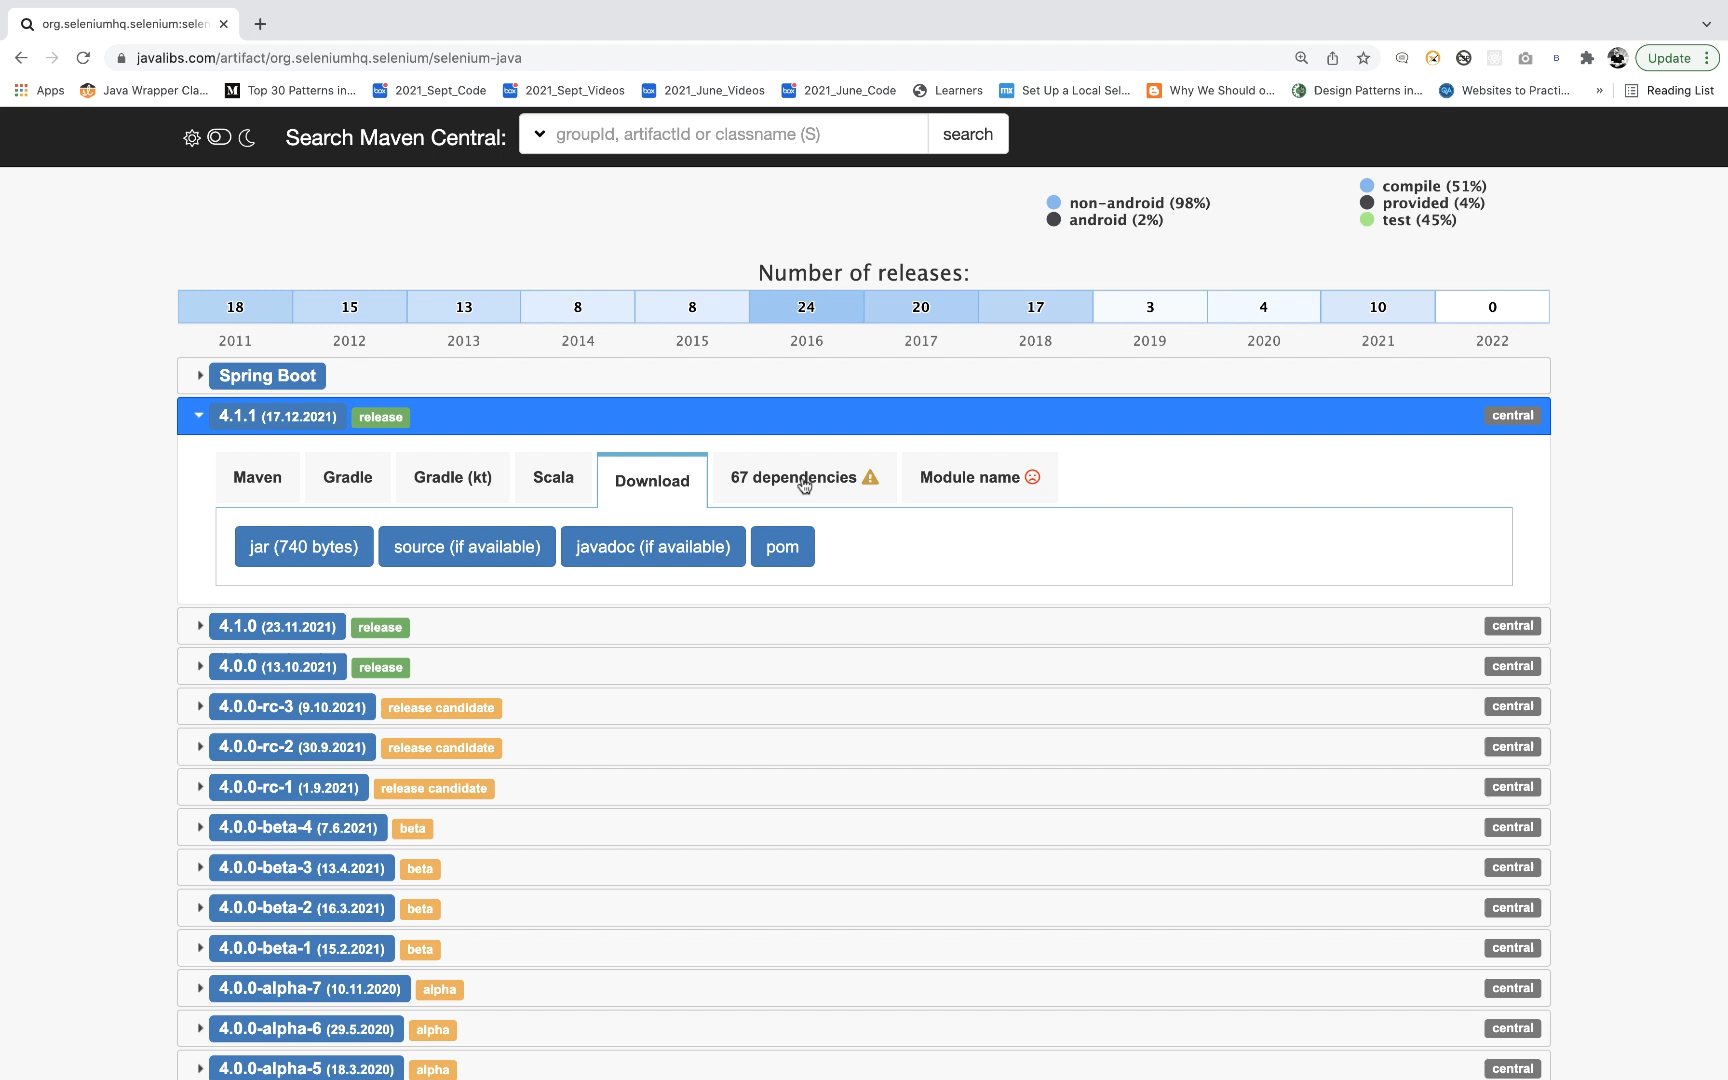 org.seleniumhq.selenium:selen
javalibs.com/artifact/org.seleniumhq.selenium/selenium-java
B
Update
Apps
Java Wrapper Cla...
M
Top 30 Patterns in...
box
2021_Sept_Code
box
2021_Sept_Videos
box
2021_June_Videos
box
2021_June_Code
Learners
mx
Set Up a Local Sel...
Why We Should o...
Design Patterns in...
Websites to Practi...
»
Reading List
Search Maven Central:
groupId, artifactId or classname (S)
search
non-android (98%)
android (2%)
compile (51%)
provided (4%)
test (45%)
Number of releases:
18 15 13 8 8 24 20 17 3 4 10 0
2011 2012 2013 2014 2015 2016 2017 2018 2019 2020 2021 2022
Spring Boot
4.1.1 (17.12.2021) release central
Maven Gradle Gradle (kt) Scala Download 67 dependencies Module name
jar (740 bytes) source (if available) javadoc (if available) pom
4.1.0 (23.11.2021) release central
4.0.0 (13.10.2021) release central
4.0.0-rc-3 (9.10.2021) release candidate central
4.0.0-rc-2 (30.9.2021) release candidate central
4.0.0-rc-1 (1.9.2021) release candidate central
4.0.0-beta-4 (7.6.2021) beta central
4.0.0-beta-3 (13.4.2021) beta central
4.0.0-beta-2 (16.3.2021) beta central
4.0.0-beta-1 (15.2.2021) beta central
4.0.0-alpha-7 (10.11.2020) alpha central
4.0.0-alpha-6 (29.5.2020) alpha central
4.0.0-alpha-5 (18.3.2020) alpha central